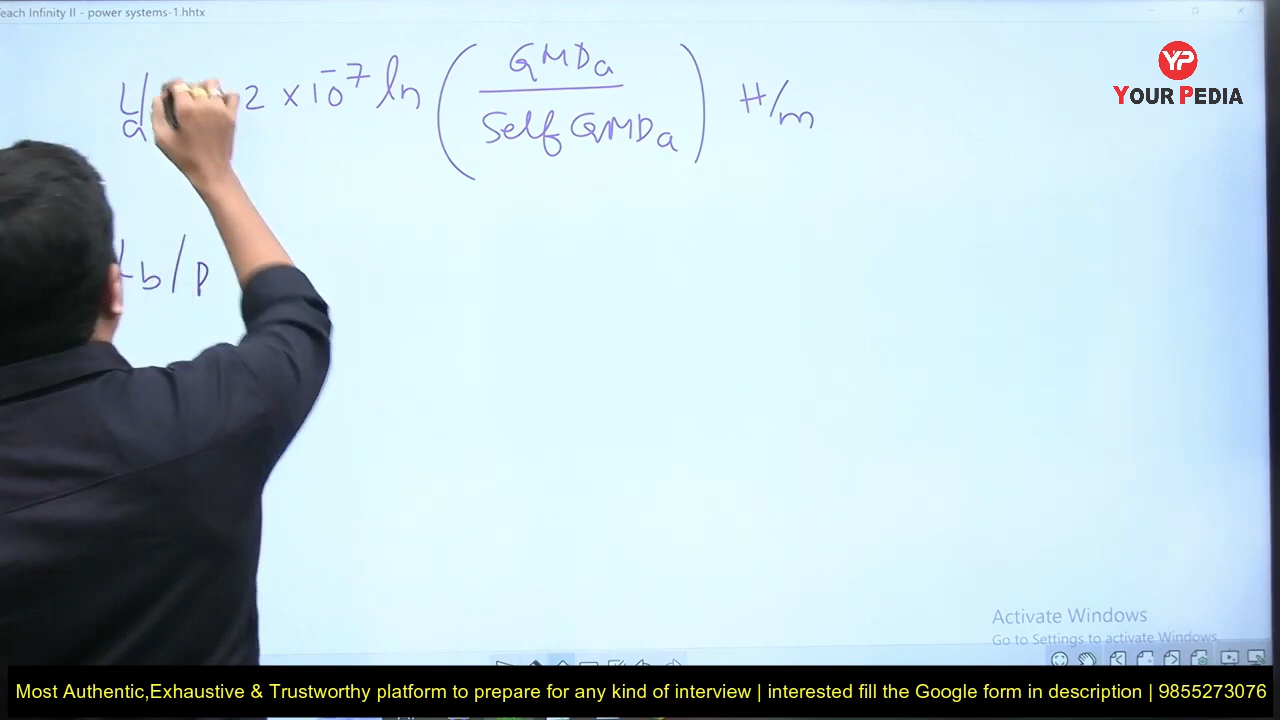 each Infinity II - power systems-1.hhtx
L/ a 2 × 10⁻⁷ ln ( GMDa / Self GMDa ) H/m
YP
YOUR PEDIA
b/p
Activate Windows
Go to Settings to activate Windows.
Most Authentic,Exhaustive & Trustworthy platform to prepare for any kind of interview | interested fill the Google form in description | 9855273076